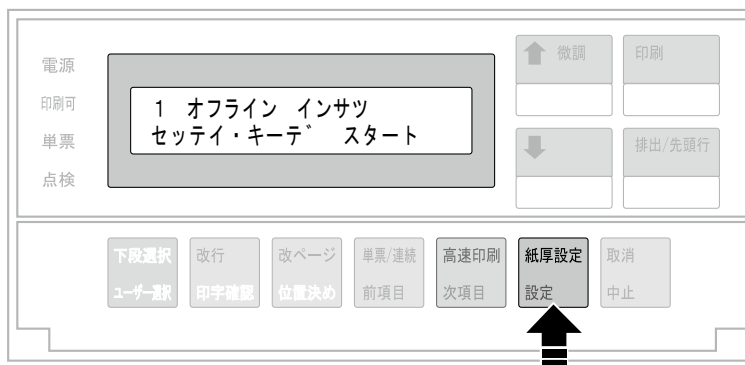 電源
印刷可
単票
点検
1 オフライン インサツ
セッテイ・キーデ゛ スタート
微調
印刷
排出/先頭行
下段選択
ユーザー選択
改行
印字確認
改ページ
位置決め
単票/連続
前項目
高速印刷
次項目
紙厚設定
設定
取消
中止